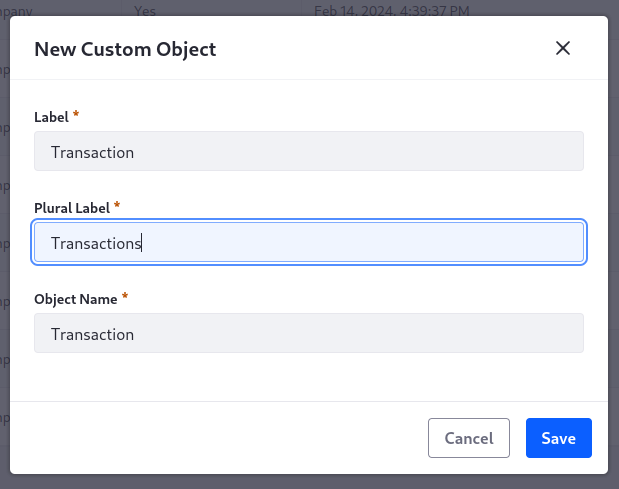 mpany Yes Feb 14, 2024, 4:39:37 PM
New Custom Object
Label *
Transaction
Plural Label *
Transactions
Object Name *
Transaction
Cancel Save